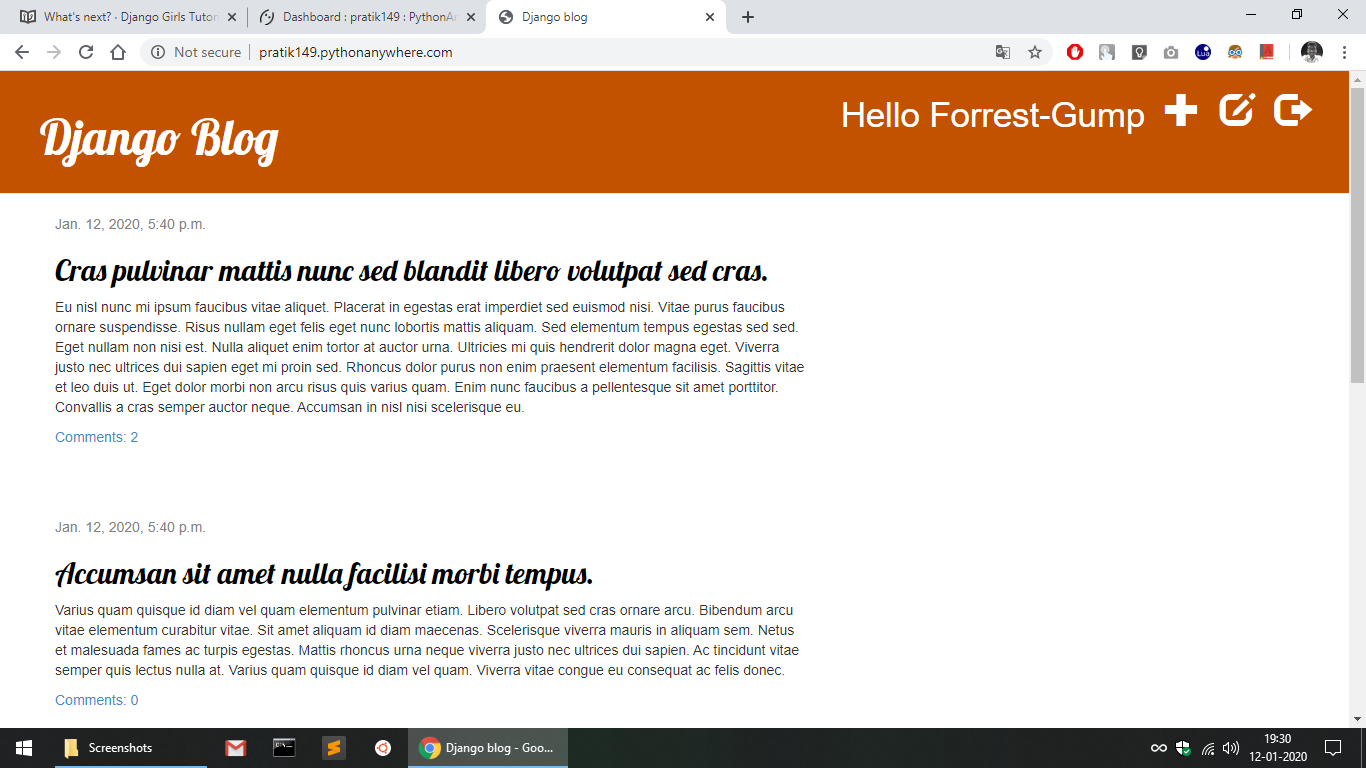 What's next? · Django Girls Tutor
Dashboard : pratik149 : PythonAn
Django blog
Not secure
pratik149.pythonanywhere.com
Django Blog
Hello Forrest-Gump
Jan. 12, 2020, 5:40 p.m.
Cras pulvinar mattis nunc sed blandit libero volutpat sed cras.
Eu nisl nunc mi ipsum faucibus vitae aliquet. Placerat in egestas erat imperdiet sed euismod nisi. Vitae purus faucibus
ornare suspendisse. Risus nullam eget felis eget nunc lobortis mattis aliquam. Sed elementum tempus egestas sed sed.
Eget nullam non nisi est. Nulla aliquet enim tortor at auctor urna. Ultricies mi quis hendrerit dolor magna eget. Viverra
justo nec ultrices dui sapien eget mi proin sed. Rhoncus dolor purus non enim praesent elementum facilisis. Sagittis vitae
et leo duis ut. Eget dolor morbi non arcu risus quis varius quam. Enim nunc faucibus a pellentesque sit amet porttitor.
Convallis a cras semper auctor neque. Accumsan in nisl nisi scelerisque eu.
Comments: 2
Jan. 12, 2020, 5:40 p.m.
Accumsan sit amet nulla facilisi morbi tempus.
Varius quam quisque id diam vel quam elementum pulvinar etiam. Libero volutpat sed cras ornare arcu. Bibendum arcu
vitae elementum curabitur vitae. Sit amet aliquam id diam maecenas. Scelerisque viverra mauris in aliquam sem. Netus
et malesuada fames ac turpis egestas. Mattis rhoncus urna neque viverra justo nec ultrices dui sapien. Ac tincidunt vitae
semper quis lectus nulla at. Varius quam quisque id diam vel quam. Viverra vitae congue eu consequat ac felis donec.
Comments: 0
Screenshots
Django blog - Goo...
19:30
12-01-2020